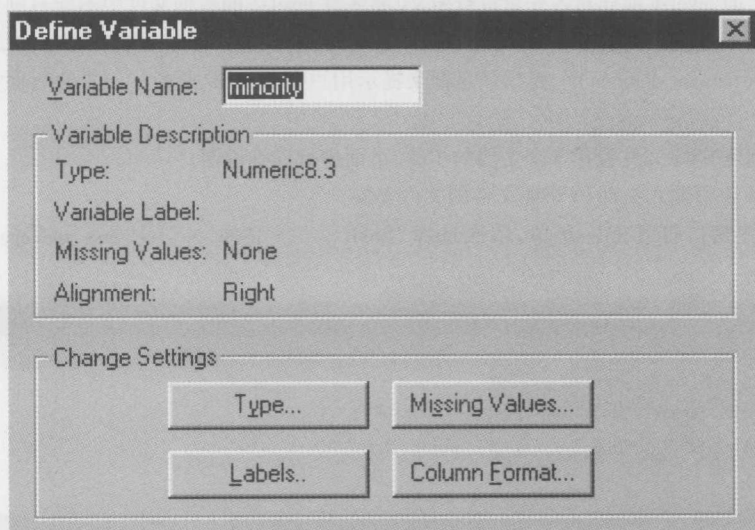 Define Variable
Variable Name: minority
Variable Description
Type: Numeric8.3
Variable Label:
Missing Values: None
Alignment: Right
Change Settings
Type... Missing Values...
Labels.. Column Format...